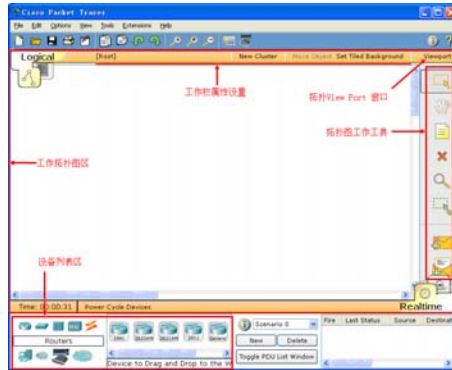 Cisco Packet Tracer
File Edit Options View Tools Extensions Help
Logical [Root] New Cluster Move Object Set Tiled Background Viewport
工作栏属性设置
拓扑View Port 窗口
拓扑图工作工具
工作拓扑图区
设备列表区
Time: 00:00:31 Power Cycle Devices Realtime
Routers
Device to Drag and Drop to the W
Scenario 0
New Delete
Toggle PDU List Window
Fire Last Status Source Destinat